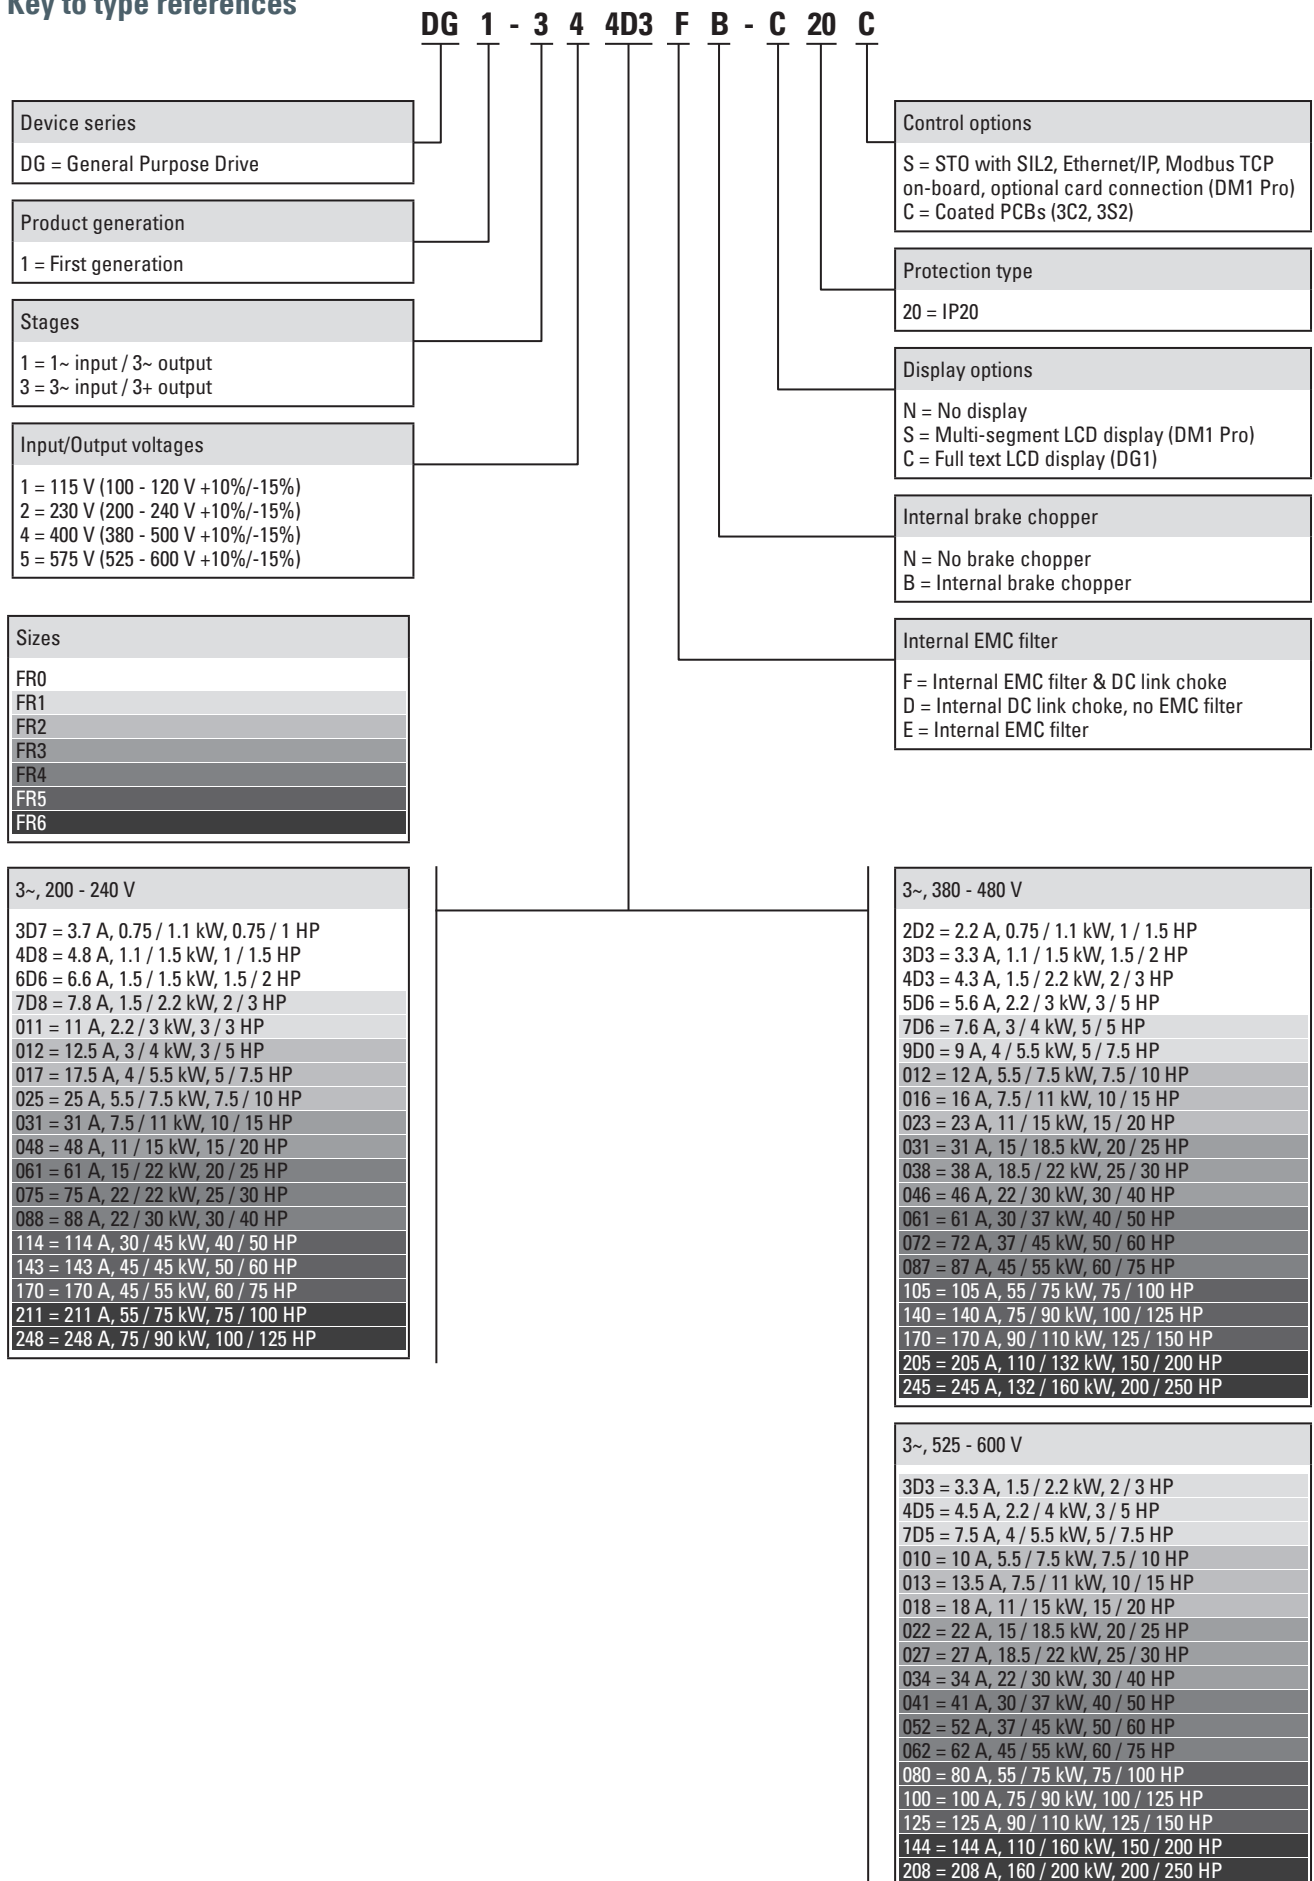 Key to type references
DG 1 - 3 4 4D3 F B - C 20 C
Device series
DG = General Purpose Drive
Product generation
1 = First generation
Stages
1 = 1~ input / 3~ output
3 = 3~ input / 3+ output
Input/Output voltages
1 = 115 V (100 - 120 V +10%/-15%)
2 = 230 V (200 - 240 V +10%/-15%)
4 = 400 V (380 - 500 V +10%/-15%)
5 = 575 V (525 - 600 V +10%/-15%)
Control options
S = STO with SIL2, Ethernet/IP, Modbus TCP
on-board, optional card connection (DM1 Pro)
C = Coated PCBs (3C2, 3S2)
Protection type
20 = IP20
Display options
N = No display
S = Multi-segment LCD display (DM1 Pro)
C = Full text LCD display (DG1)
Internal brake chopper
N = No brake chopper
B = Internal brake chopper
Internal EMC filter
F = Internal EMC filter & DC link choke
D = Internal DC link choke, no EMC filter
E = Internal EMC filter
Sizes
FR0
FR1
FR2
FR3
FR4
FR5
FR6
3~, 200 - 240 V
3D7 = 3.7 A, 0.75 / 1.1 kW, 0.75 / 1 HP
4D8 = 4.8 A, 1.1 / 1.5 kW, 1 / 1.5 HP
6D6 = 6.6 A, 1.5 / 1.5 kW, 1.5 / 2 HP
7D8 = 7.8 A, 1.5 / 2.2 kW, 2 / 3 HP
011 = 11 A, 2.2 / 3 kW, 3 / 3 HP
012 = 12.5 A, 3 / 4 kW, 3 / 5 HP
017 = 17.5 A, 4 / 5.5 kW, 5 / 7.5 HP
025 = 25 A, 5.5 / 7.5 kW, 7.5 / 10 HP
031 = 31 A, 7.5 / 11 kW, 10 / 15 HP
048 = 48 A, 11 / 15 kW, 15 / 20 HP
061 = 61 A, 15 / 22 kW, 20 / 25 HP
075 = 75 A, 22 / 22 kW, 25 / 30 HP
088 = 88 A, 22 / 30 kW, 30 / 40 HP
114 = 114 A, 30 / 45 kW, 40 / 50 HP
143 = 143 A, 45 / 45 kW, 50 / 60 HP
170 = 170 A, 45 / 55 kW, 60 / 75 HP
211 = 211 A, 55 / 75 kW, 75 / 100 HP
248 = 248 A, 75 / 90 kW, 100 / 125 HP
3~, 380 - 480 V
2D2 = 2.2 A, 0.75 / 1.1 kW, 1 / 1.5 HP
3D3 = 3.3 A, 1.1 / 1.5 kW, 1.5 / 2 HP
4D3 = 4.3 A, 1.5 / 2.2 kW, 2 / 3 HP
5D6 = 5.6 A, 2.2 / 3 kW, 3 / 5 HP
7D6 = 7.6 A, 3 / 4 kW, 5 / 5 HP
9D0 = 9 A, 4 / 5.5 kW, 5 / 7.5 HP
012 = 12 A, 5.5 / 7.5 kW, 7.5 / 10 HP
016 = 16 A, 7.5 / 11 kW, 10 / 15 HP
023 = 23 A, 11 / 15 kW, 15 / 20 HP
031 = 31 A, 15 / 18.5 kW, 20 / 25 HP
038 = 38 A, 18.5 / 22 kW, 25 / 30 HP
046 = 46 A, 22 / 30 kW, 30 / 40 HP
061 = 61 A, 30 / 37 kW, 40 / 50 HP
072 = 72 A, 37 / 45 kW, 50 / 60 HP
087 = 87 A, 45 / 55 kW, 60 / 75 HP
105 = 105 A, 55 / 75 kW, 75 / 100 HP
140 = 140 A, 75 / 90 kW, 100 / 125 HP
170 = 170 A, 90 / 110 kW, 125 / 150 HP
205 = 205 A, 110 / 132 kW, 150 / 200 HP
245 = 245 A, 132 / 160 kW, 200 / 250 HP
3~, 525 - 600 V
3D3 = 3.3 A, 1.5 / 2.2 kW, 2 / 3 HP
4D5 = 4.5 A, 2.2 / 4 kW, 3 / 5 HP
7D5 = 7.5 A, 4 / 5.5 kW, 5 / 7.5 HP
010 = 10 A, 5.5 / 7.5 kW, 7.5 / 10 HP
013 = 13.5 A, 7.5 / 11 kW, 10 / 15 HP
018 = 18 A, 11 / 15 kW, 15 / 20 HP
022 = 22 A, 15 / 18.5 kW, 20 / 25 HP
027 = 27 A, 18.5 / 22 kW, 25 / 30 HP
034 = 34 A, 22 / 30 kW, 30 / 40 HP
041 = 41 A, 30 / 37 kW, 40 / 50 HP
052 = 52 A, 37 / 45 kW, 50 / 60 HP
062 = 62 A, 45 / 55 kW, 60 / 75 HP
080 = 80 A, 55 / 75 kW, 75 / 100 HP
100 = 100 A, 75 / 90 kW, 100 / 125 HP
125 = 125 A, 90 / 110 kW, 125 / 150 HP
144 = 144 A, 110 / 160 kW, 150 / 200 HP
208 = 208 A, 160 / 200 kW, 200 / 250 HP